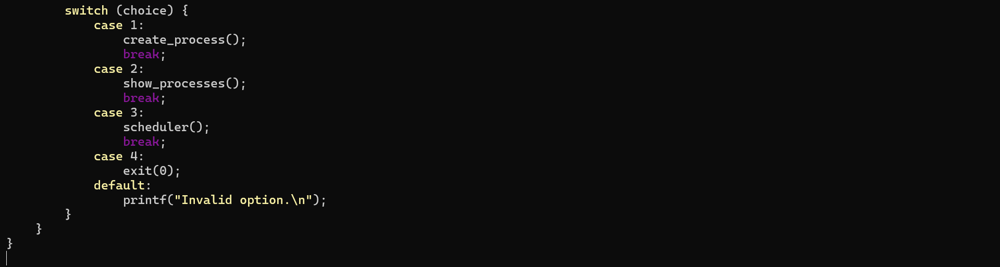 switch (choice) {
case 1:
create_process();
break;
case 2:
show_processes();
break;
case 3:
scheduler();
break;
case 4:
exit(0);
default:
printf("Invalid option.\n");
}
}
}